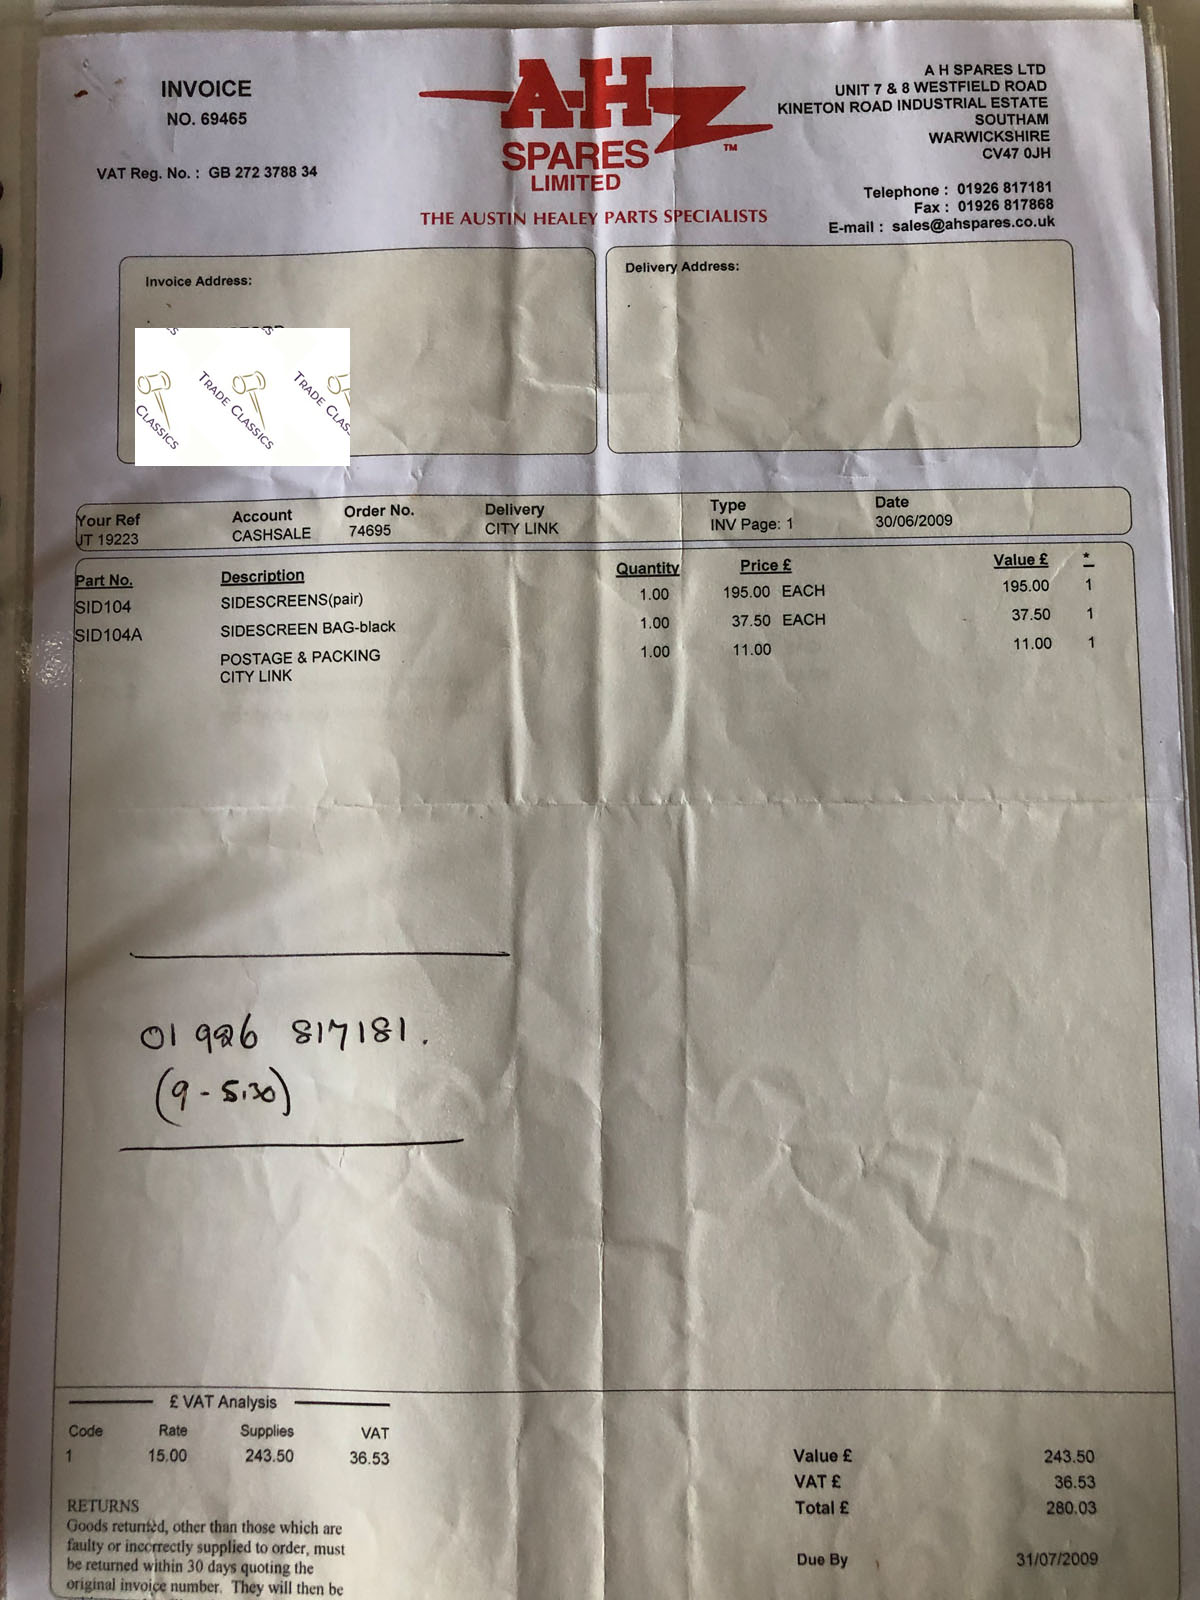 INVOICE
NO. 69465
VAT Reg. No. : GB 272 3788 34
AH
SPARES
LIMITED
TM
THE AUSTIN HEALEY PARTS SPECIALISTS
A H SPARES LTD
UNIT 7 & 8 WESTFIELD ROAD
KINETON ROAD INDUSTRIAL ESTATE
SOUTHAM
WARWICKSHIRE
CV47 0JH
Telephone : 01926 817181
Fax : 01926 817868
E-mail : sales@ahspares.co.uk
Invoice Address:
Delivery Address:
CLASSICS
TRADE CLASSICS
TRADE CLAS
Your Ref Account Order No. Delivery Type Date
UT 19223 CASHSALE 74695 CITY LINK INV Page: 1 30/06/2009
Part No. Description Quantity Price £ Value £ *
SID104 SIDESCREENS(pair) 1.00 195.00 EACH 195.00 1
SID104A SIDESCREEN BAG-black 1.00 37.50 EACH 37.50 1
POSTAGE & PACKING 1.00 11.00 11.00 1
CITY LINK
01926 817181.
(9 - 5.30)
£ VAT Analysis
Code Rate Supplies VAT
1 15.00 243.50 36.53
Value £ 243.50
VAT £ 36.53
Total £ 280.03
Due By 31/07/2009
RETURNS
Goods returned, other than those which are
faulty or incorrectly supplied to order, must
be returned within 30 days quoting the
original invoice number. They will then be